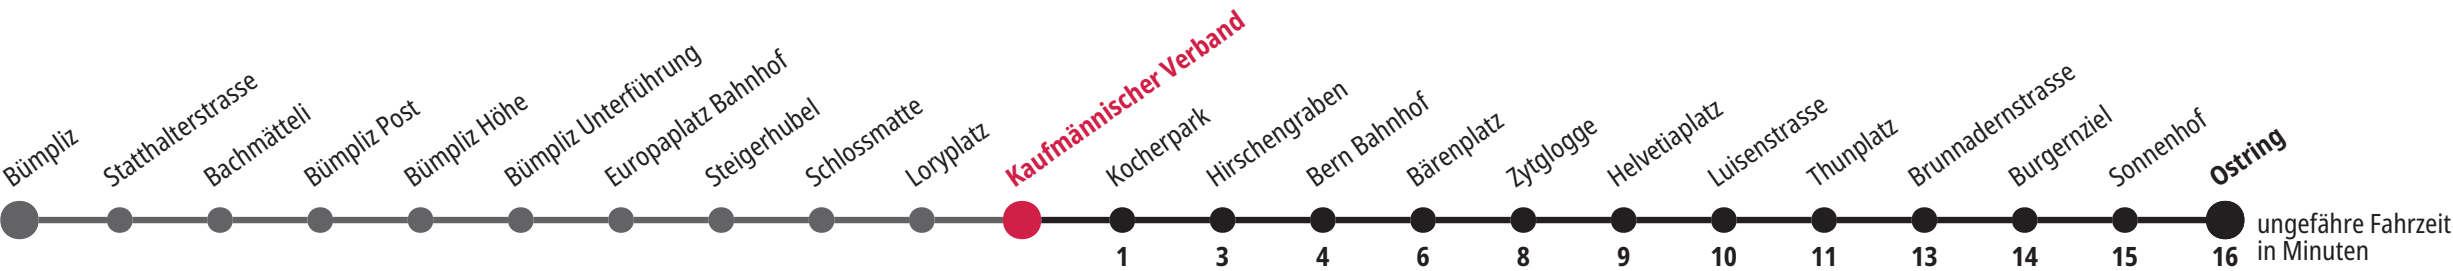 Bümpliz
Statthalterstrasse
Bachmätteli
Bümpliz Post
Bümpliz Höhe
Bümpliz Unterführung
Europaplatz Bahnhof
Steigerhubel
Schlossmatte
Loryplatz
Kaufmännischer Verband
Kocherpark
Hirschengraben
Bern Bahnhof
Bärenplatz
Zytglogge
Helvetiaplatz
Luisenstrasse
Thunplatz
Brunnadernstrasse
Burgernziel
Sonnenhof
Ostring
1 3 4 6 8 9 10 11 13 14 15 16
ungefähre Fahrzeit
in Minuten